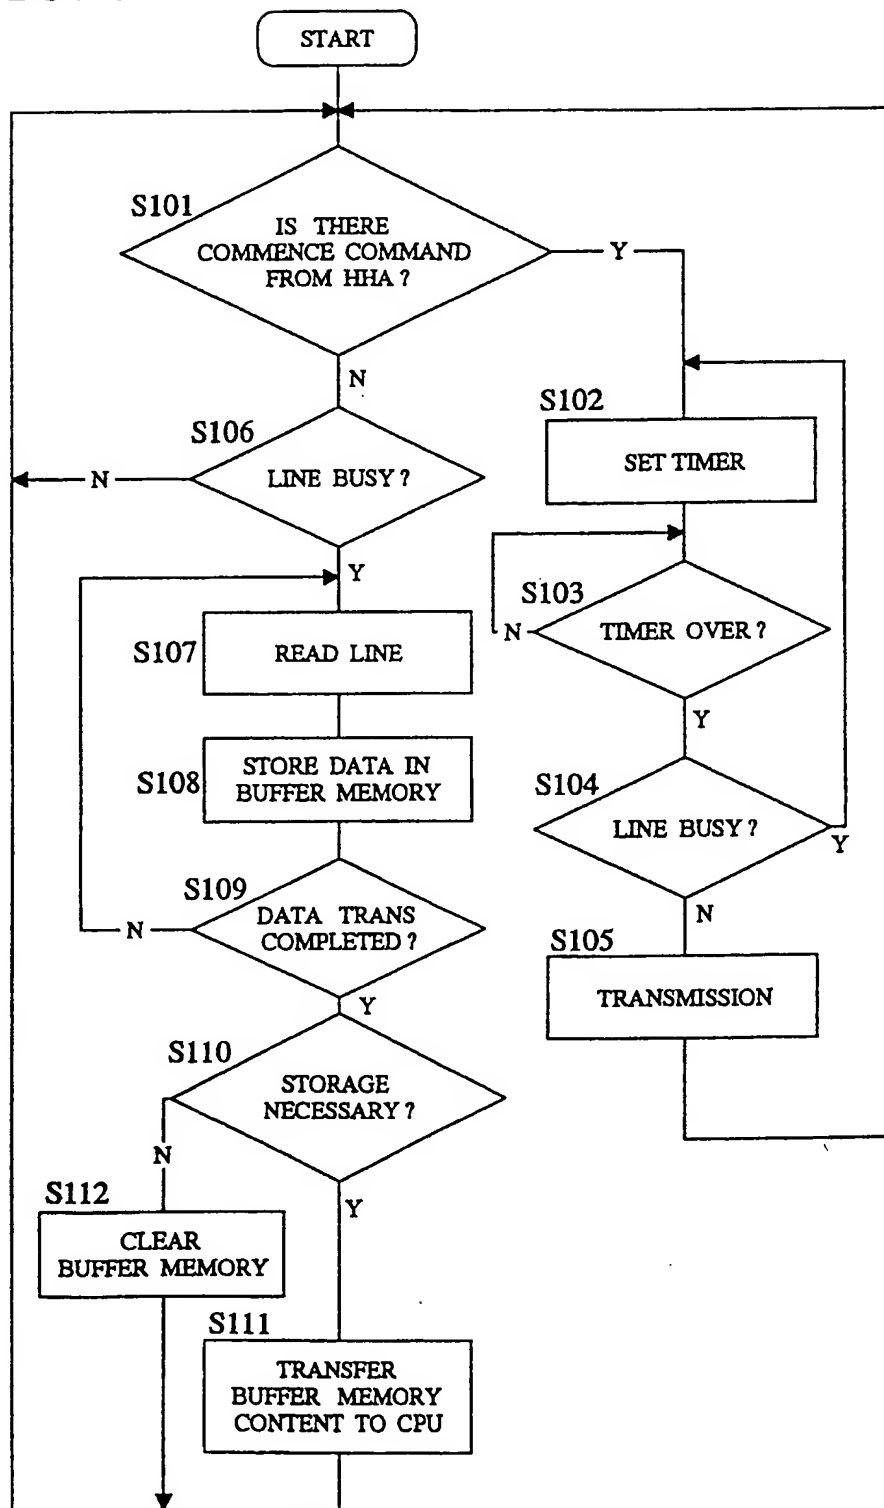 START
S101
IS THERE
COMMENCE COMMAND
FROM HHA ?
Y
N
S106
LINE BUSY ?
N
Y
S102
SET TIMER
S103
TIMER OVER ?
N
Y
S107
READ LINE
S108
STORE DATA IN
BUFFER MEMORY
S104
LINE BUSY ?
Y
N
S109
DATA TRANS
COMPLETED ?
N
Y
S105
TRANSMISSION
S110
STORAGE
NECESSARY ?
N
Y
S112
CLEAR
BUFFER MEMORY
S111
TRANSFER
BUFFER MEMORY
CONTENT TO CPU